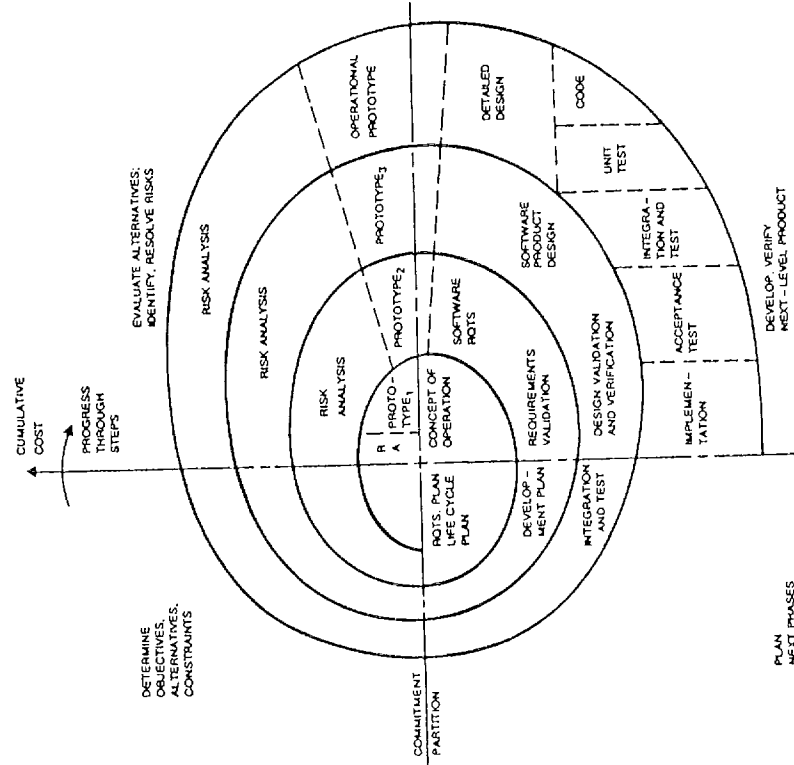 CUMULATIVE
COST
PROGRESS
THROUGH
STEPS
EVALUATE ALTERNATIVES;
IDENTIFY, RESOLVE RISKS
DETERMINE
OBJECTIVES,
ALTERNATIVES,
CONSTRAINTS
RISK ANALYSIS
RISK ANALYSIS
RISK
ANALYSIS
R
A
PROTO-
TYPE1
PROTOTYPE2
PROTOTYPE3
OPERATIONAL
PROTOTYPE
COMMITMENT
PARTITION
RQTS. PLAN
LIFE CYCLE
PLAN
CONCEPT OF
OPERATION
SOFTWARE
RQTS
DETAILED
DESIGN
SOFTWARE
PRODUCT
DESIGN
DEVELOP-
MENT PLAN
REQUIREMENTS
VALIDATION
CODE
UNIT
TEST
INTEGRATION
AND TEST
DESIGN VALIDATION
AND VERIFICATION
INTEGRA-
TION AND
TEST
ACCEPTANCE
TEST
IMPLEMEN-
TATION
PLAN
NEXT PHASES
DEVELOP, VERIFY
NEXT-LEVEL PRODUCT